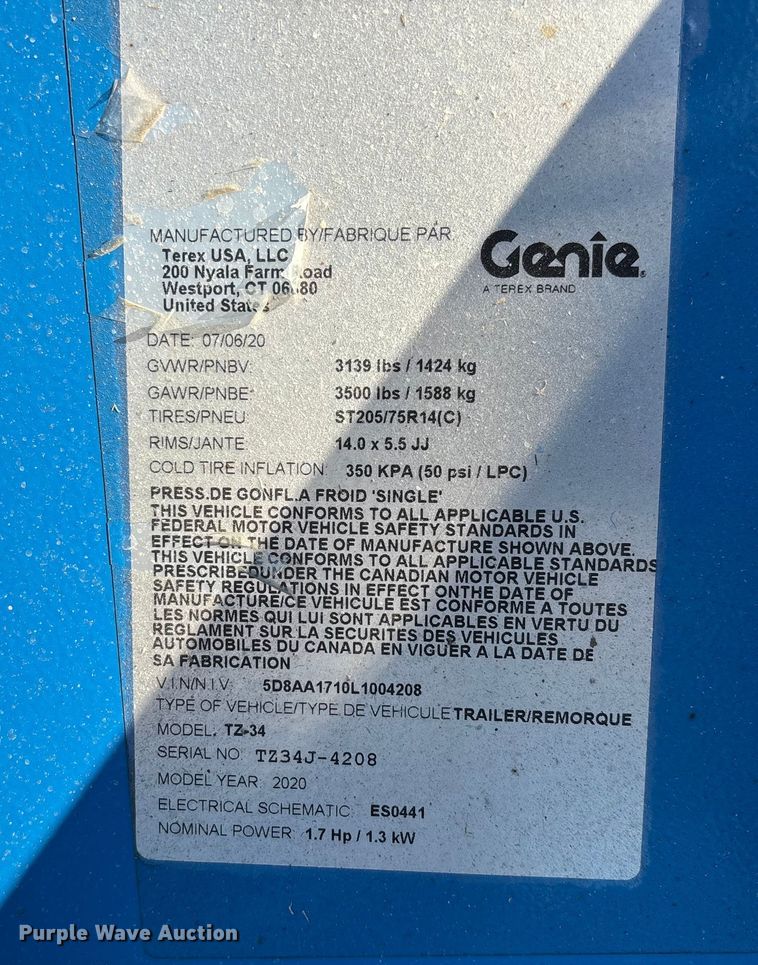 MANUFACTURED BY/FABRIQUE PAR
Terex USA, LLC
200 Nyala Farm
Westport, CT
United States
Genie
A TEREX BRAND
DATE: 07/06/20
GVWR/PNBV: 3139 lbs / 1424 kg
GAWR/PNBE: 3500 lbs / 1588 kg
TIRES/PNEU ST205/75R14(C)
RIMS/JANTE 14.0 x 5.5 JJ
COLD TIRE INFLATION: 350 KPA (50 psi / LPC)
PRESS.DE GONFL.A FROID 'SINGLE'
THIS VEHICLE CONFORMS TO ALL APPLICABLE U.S.
FEDERAL MOTOR VEHICLE SAFETY STANDARDS IN
EFFECT ON THE DATE OF MANUFACTURE SHOWN ABOVE.
THIS VEHICLE CONFORMS TO ALL APPLICABLE STANDARDS
PRESCRIBEDUNDER THE CANADIAN MOTOR VEHICLE
SAFETY REGULATIONS IN EFFECT ONTHE DATE OF
MANUFACTURE/CE VEHICULE EST CONFORME A TOUTES
LES NORMES QUI LUI SONT APPLICABLES EN VERTU DU
REGLAMENT SUR LA SECURITES DES VEHICULES
AUTOMOBILES DU CANADA EN VIGUER A LA DATE DE
SA FABRICATION
V.I.N/N.I.V: 5D8AA1710L1004208
TYPE OF VEHICLE/TYPE DE VEHICULE TRAILER/REMORQUE
MODEL: TZ-34
SERIAL NO TZ34J-4208
MODEL YEAR 2020
ELECTRICAL SCHEMATIC ES0441
NOMINAL POWER: 1.7 Hp / 1.3 kW
Purple Wave Auction